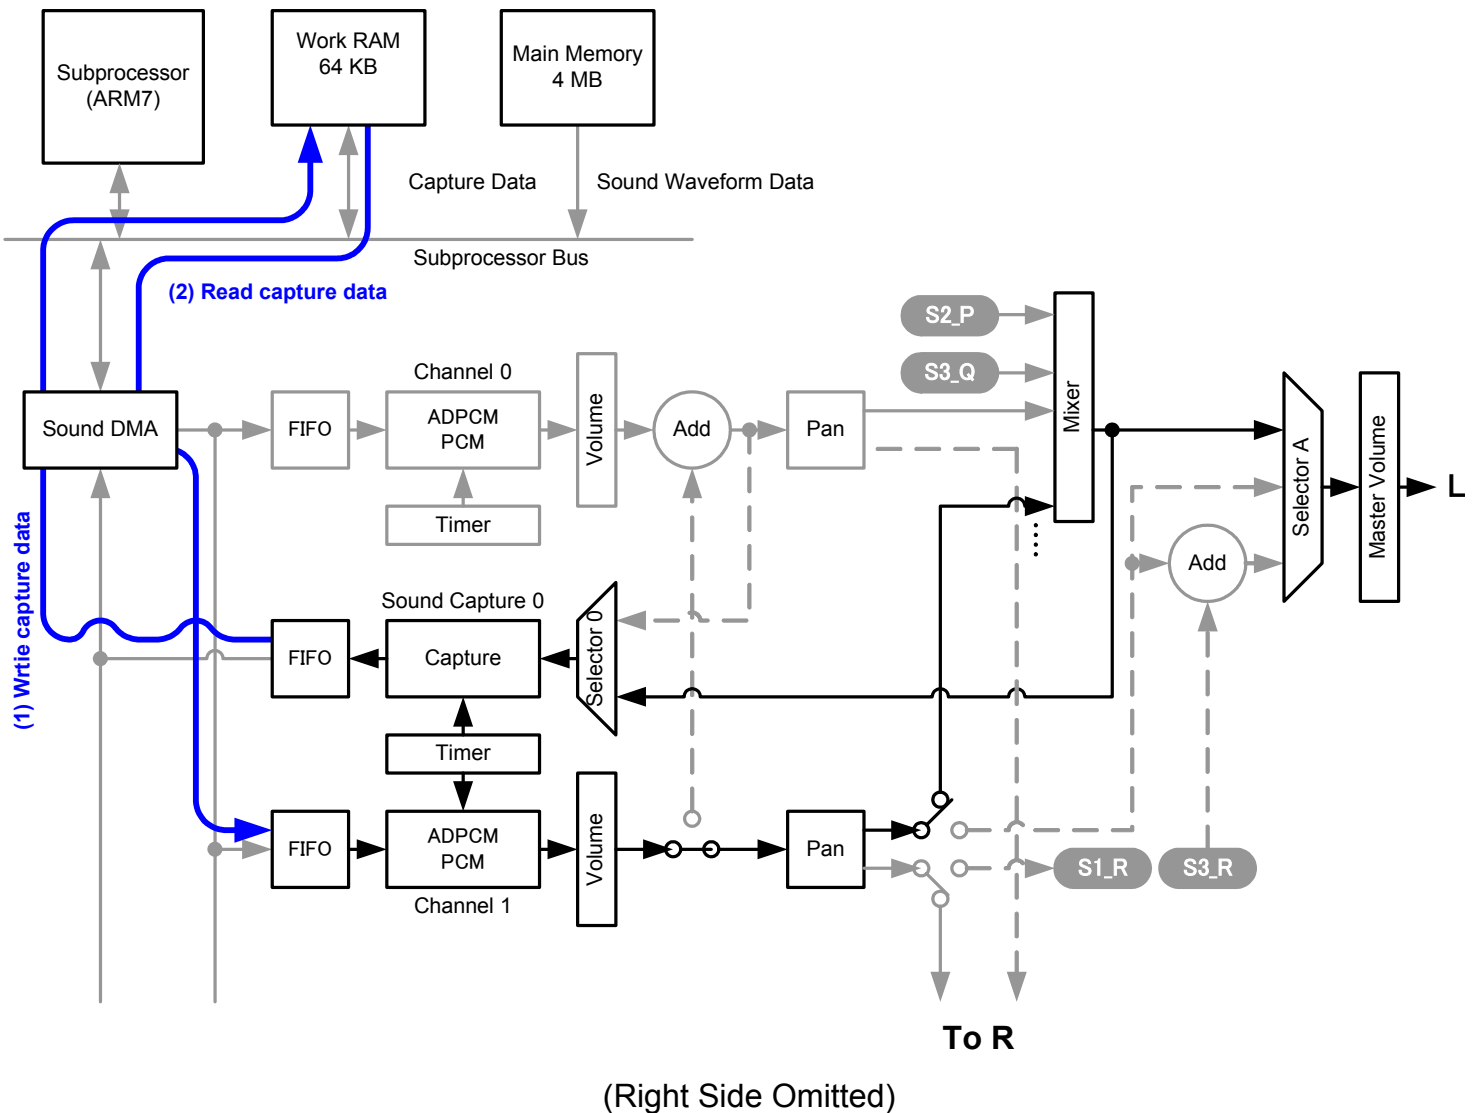 Subprocessor
(ARM7)
Work RAM
64 KB
Main Memory
4 MB
Capture Data
Sound Waveform Data
Subprocessor Bus
(2) Read capture data
S2_P
S3_Q
Mixer
Channel 0
Sound DMA
FIFO
ADPCM
PCM
Volume
Add
Pan
Timer
Selector A
Master Volume
L
Add
(1) Wrtie capture data
Sound Capture 0
FIFO
Capture
Selector 0
Timer
FIFO
ADPCM
PCM
Volume
Pan
S1_R
S3_R
Channel 1
To R
(Right Side Omitted)